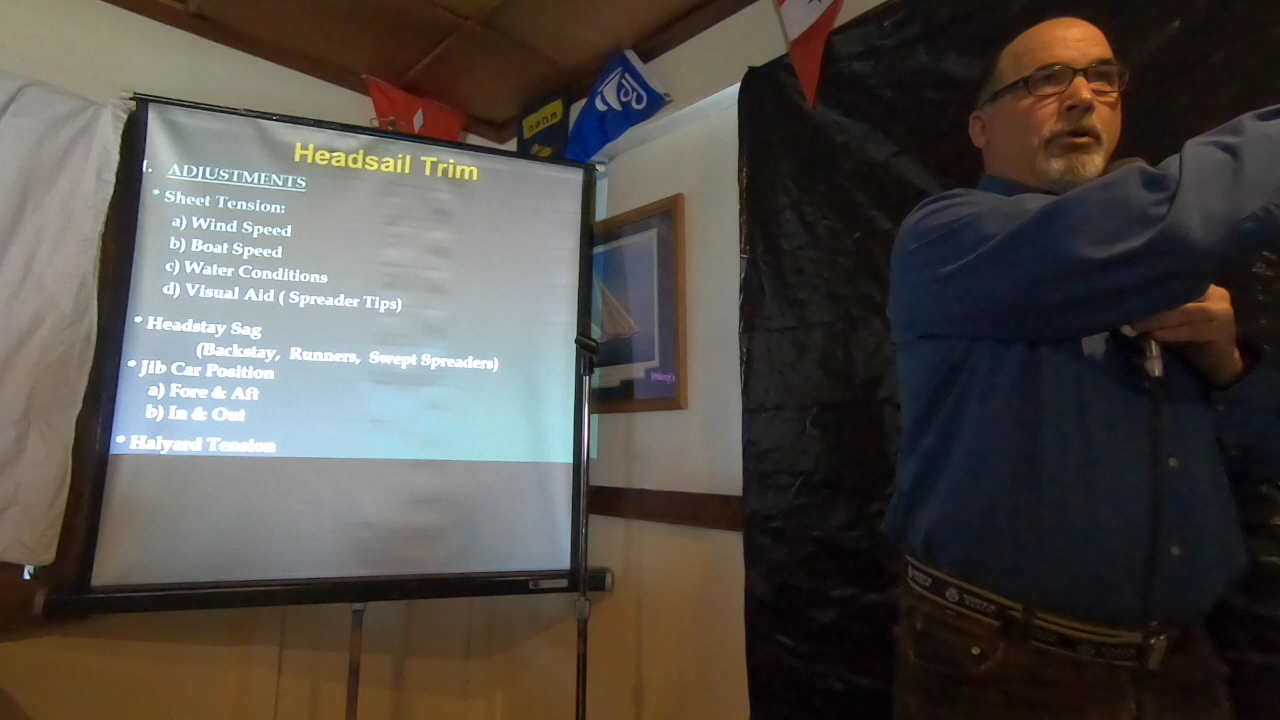 Headsail Trim
I. ADJUSTMENTS
* Sheet Tension:
a) Wind Speed
b) Boat Speed
c) Water Conditions
d) Visual Aid ( Spreader Tips)
* Headstay Sag
(Backstay, Runners, Swept Spreaders)
* Jib Car Position
a) Fore & Aft
b) In & Out
* Halyard Tension